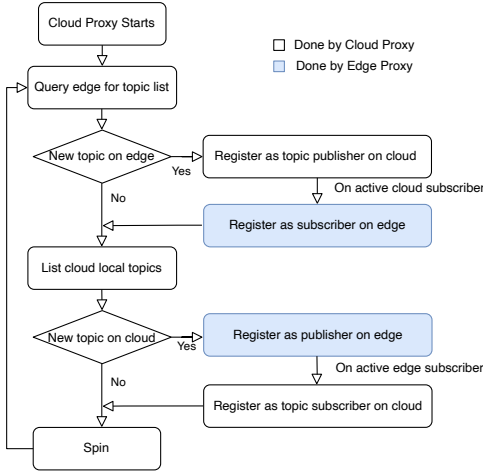 Cloud Proxy Starts
Done by Cloud Proxy
Done by Edge Proxy
Query edge for topic list
New topic on edge
Yes
Register as topic publisher on cloud
On active cloud subscriber
No
Register as subscriber on edge
List cloud local topics
New topic on cloud
Yes
Register as publisher on edge
On active edge subscriber
No
Register as topic subscriber on cloud
Spin